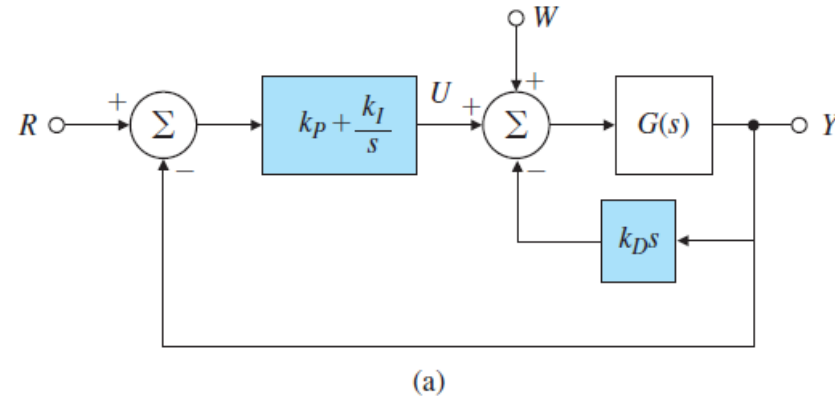 W
R + Σ − k_P + k_I/s U + + Σ − G(s) Y
k_D s
(a)